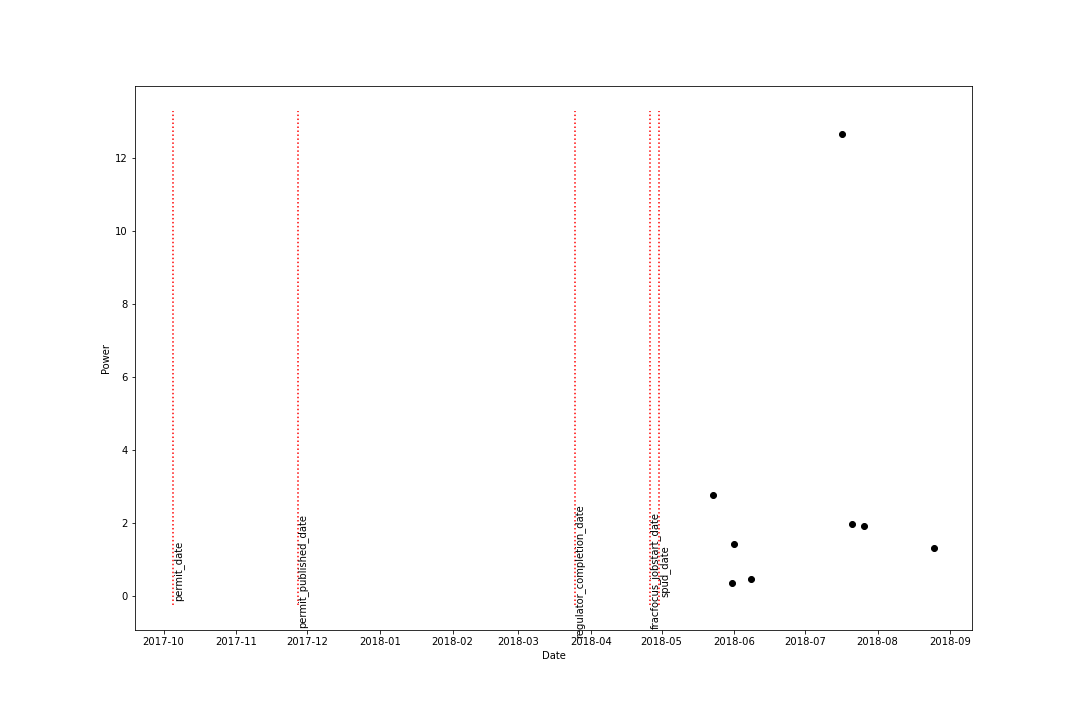 12
10
8
6
4
2
0
Power
permit_date
permit_published_date
regulator_completion_date
fracfocus_jobstart_date
spud_date
2017-10 2017-11 2017-12 2018-01 2018-02 2018-03 2018-04 2018-05 2018-06 2018-07 2018-08 2018-09
Date